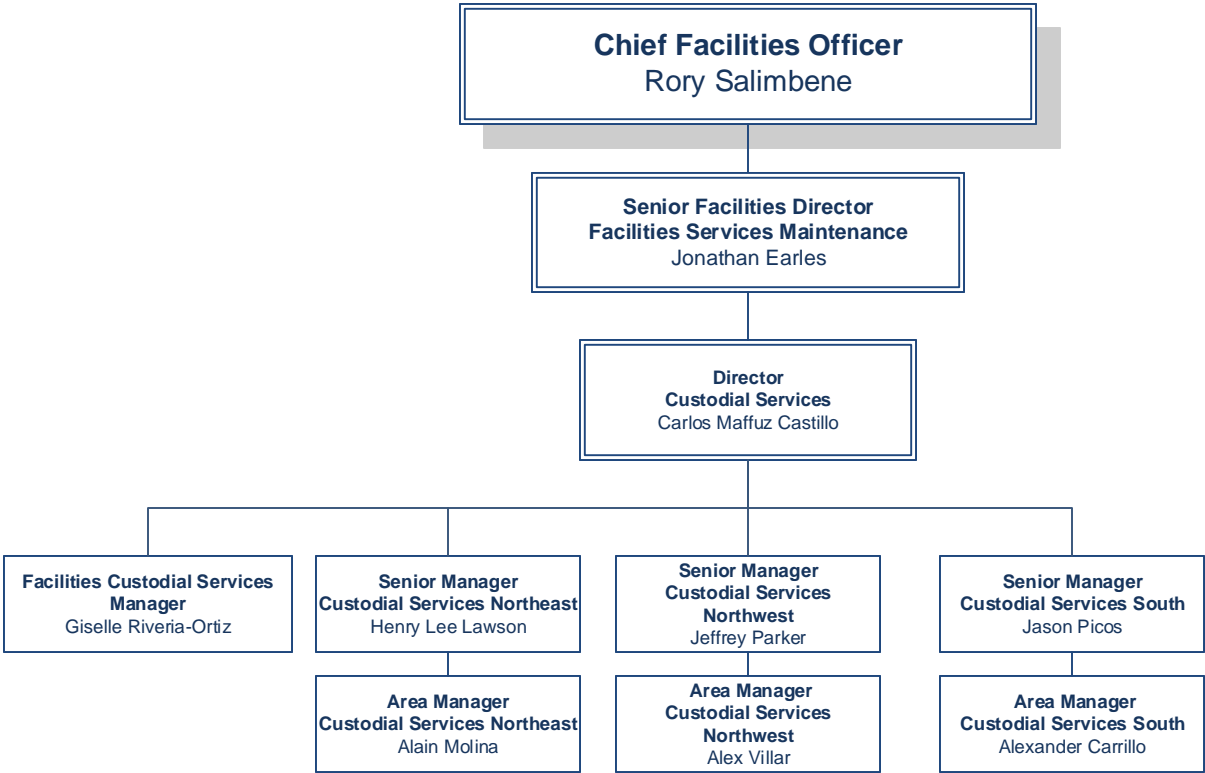 Chief Facilities Officer
Rory Salimbene
Senior Facilities Director
Facilities Services Maintenance
Jonathan Earles
Director
Custodial Services
Carlos Maffuz Castillo
Facilities Custodial Services
Manager
Giselle Riveria-Ortiz
Senior Manager
Custodial Services Northeast
Henry Lee Lawson
Senior Manager
Custodial Services
Northwest
Jeffrey Parker
Senior Manager
Custodial Services South
Jason Picos
Area Manager
Custodial Services Northeast
Alain Molina
Area Manager
Custodial Services
Northwest
Alex Villar
Area Manager
Custodial Services South
Alexander Carrillo